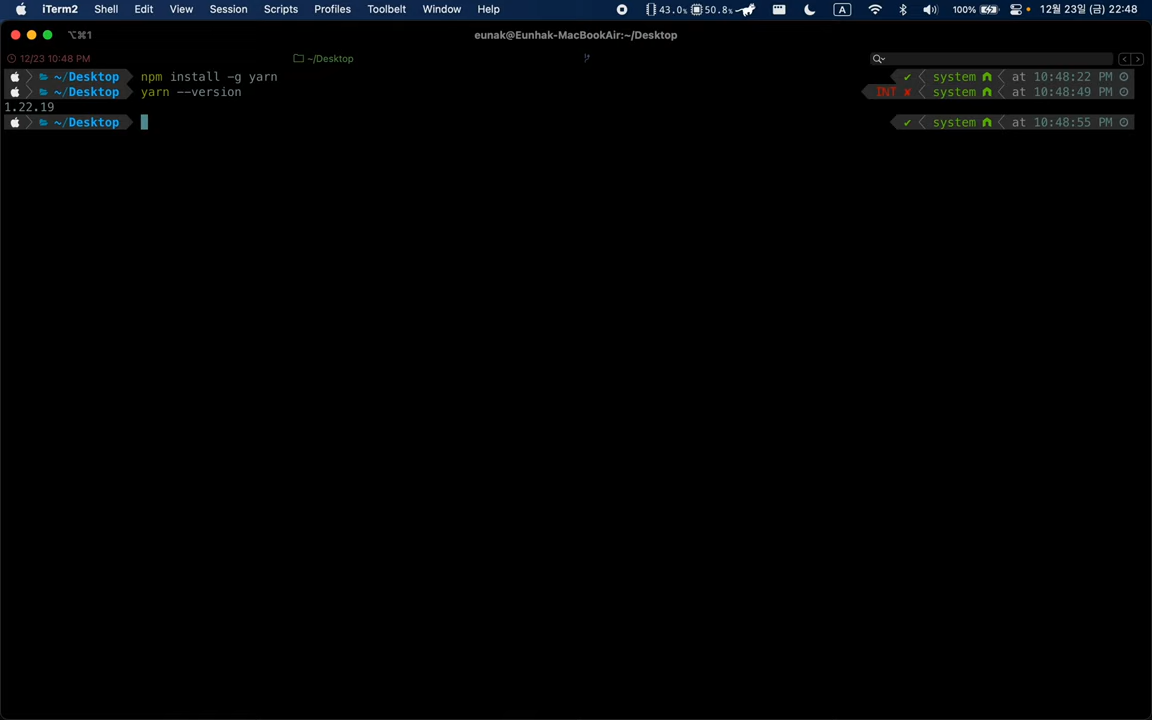 iTerm2 Shell Edit View Session Scripts Profiles Toolbelt Window Help 43.0% 50.8% A 100% 12월 23일 (금) 22:48
⌥⌘1 eunak@Eunhak-MacBookAir:~/Desktop
12/23 10:48 PM ~/Desktop
~/Desktop npm install -g yarn ✔ system at 10:48:22 PM
~/Desktop yarn --version INT ✘ system at 10:48:49 PM
1.22.19
~/Desktop ✔ system at 10:48:55 PM